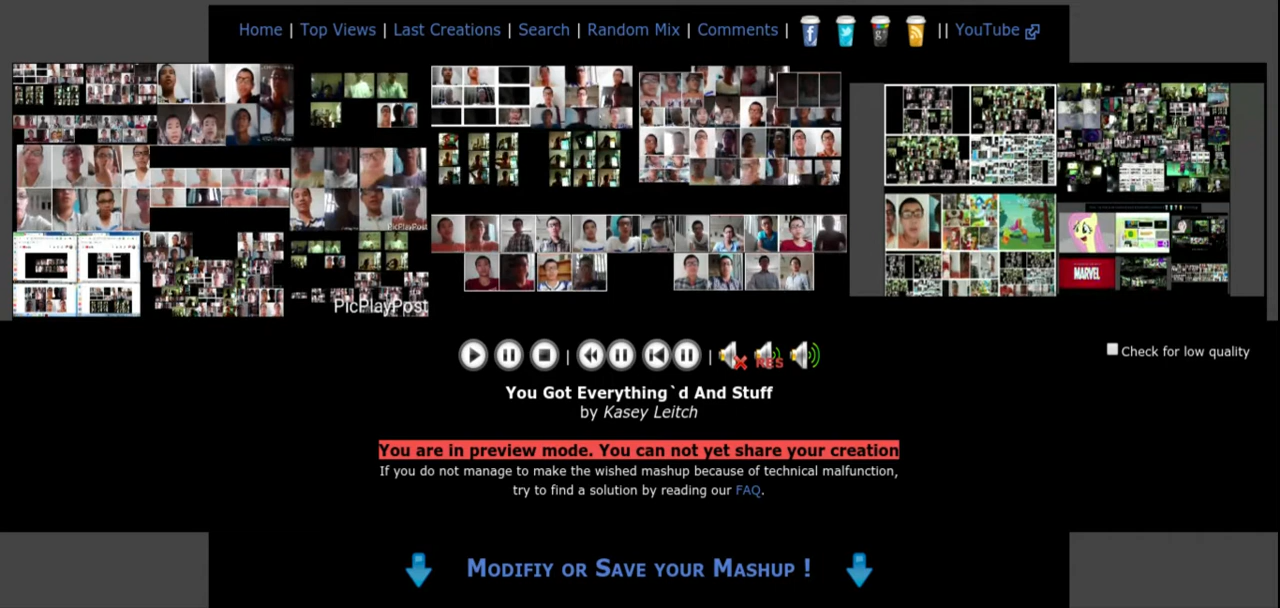 Home | Top Views | Last Creations | Search | Random Mix | Comments | || YouTube
PicPlayPost
PicPlayPost
MARVEL
RES
Check for low quality
You Got Everything`d And Stuff
by Kasey Leitch
You are in preview mode. You can not yet share your creation
If you do not manage to make the wished mashup because of technical malfunction,
try to find a solution by reading our FAQ.
Modifiy or Save your Mashup !